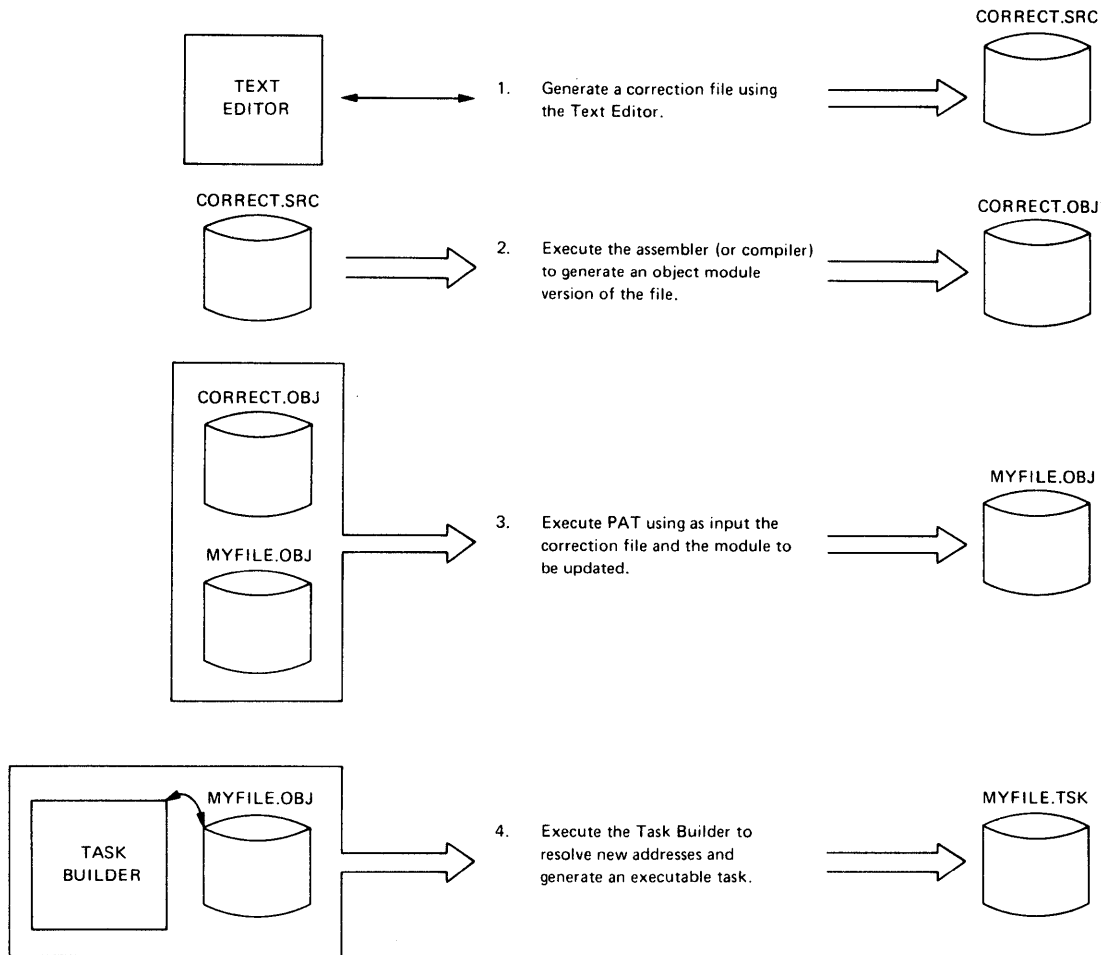 CORRECT.SRC
TEXT
EDITOR
1. Generate a correction file using
the Text Editor.
CORRECT.SRC
CORRECT.OBJ
2. Execute the assembler (or compiler)
to generate an object module
version of the file.
CORRECT.OBJ
MYFILE.OBJ
MYFILE.OBJ
3. Execute PAT using as input the
correction file and the module to
be updated.
MYFILE.OBJ
TASK
BUILDER
4. Execute the Task Builder to
resolve new addresses and
generate an executable task.
MYFILE.TSK